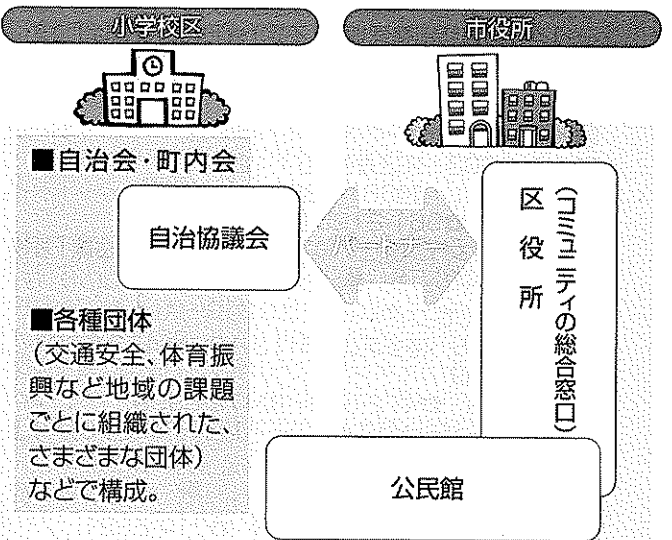 小学校区
市役所
■自治会・町内会
自治協議会
パートナー
区役所
(コミュニティの総合窓口)
■各種団体
(交通安全、体育振
興など地域の課題
ごとに組織された、
さまざまな団体)
などで構成。
公民館